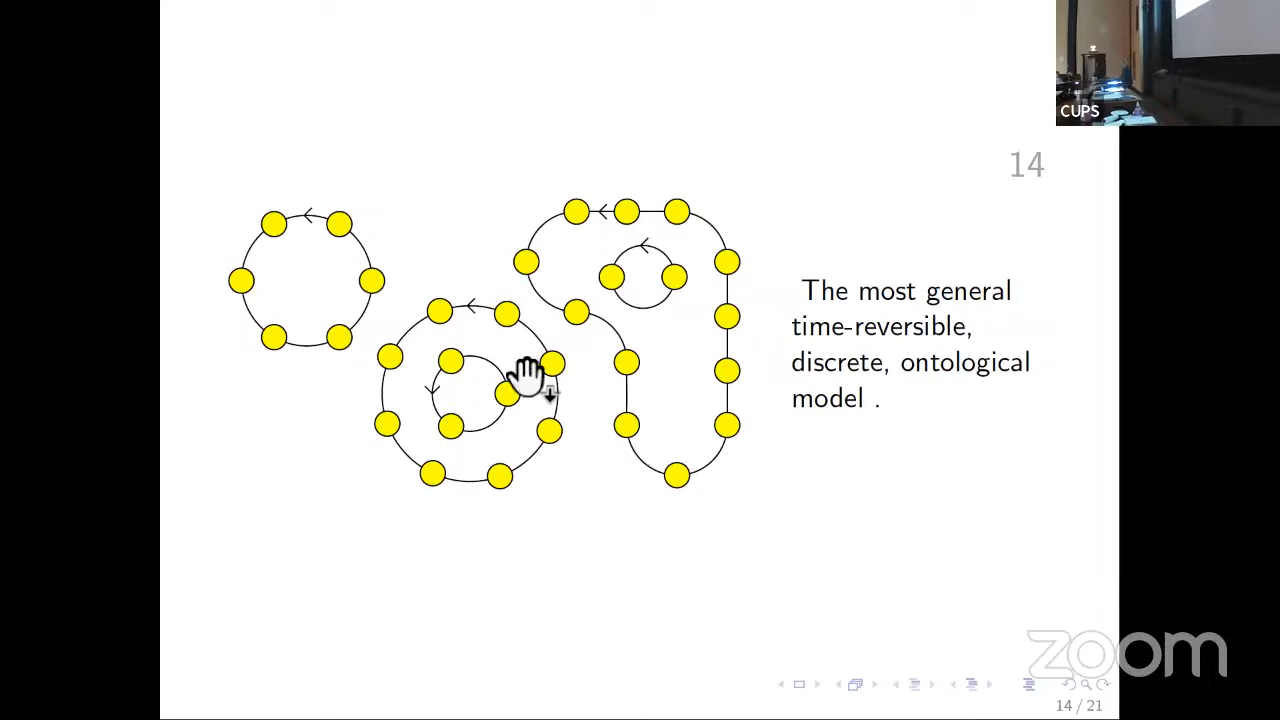 CUPS
14
The most general
time-reversible,
discrete, ontological
model .
zoom
14 / 21